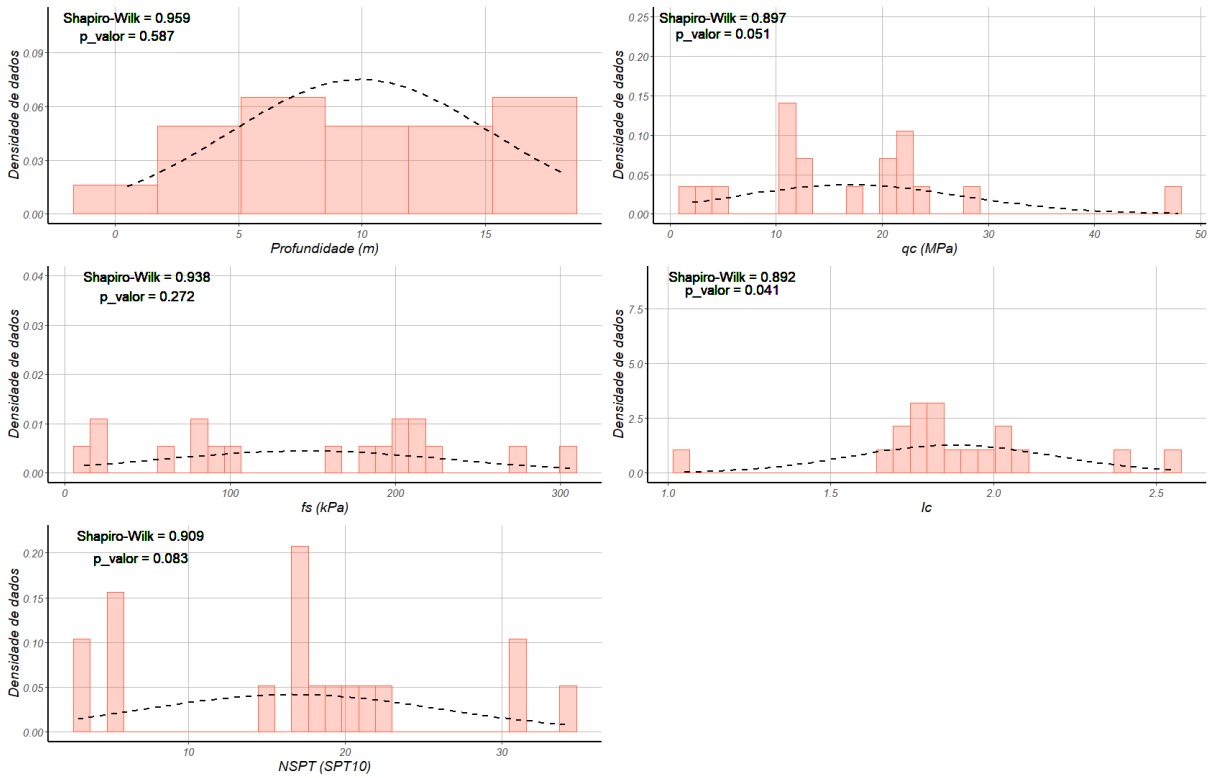 Shapiro-Wilk = 0.959
p_valor = 0.587
Densidade de dados
0.09
0.06
0.03
0.00
0
5
10
15
Profundidade (m)
Shapiro-Wilk = 0.897
p_valor = 0.051
Densidade de dados
0.25
0.20
0.15
0.10
0.05
0.00
0
10
20
30
40
50
qc (MPa)
Shapiro-Wilk = 0.938
p_valor = 0.272
Densidade de dados
0.04
0.03
0.02
0.01
0.00
0
100
200
300
fs (kPa)
Shapiro-Wilk = 0.892
p_valor = 0.041
Densidade de dados
7.5
5.0
2.5
0.0
1.0
1.5
2.0
2.5
Ic
Shapiro-Wilk = 0.909
p_valor = 0.083
Densidade de dados
0.20
0.15
0.10
0.05
0.00
10
20
30
NSPT (SPT10)